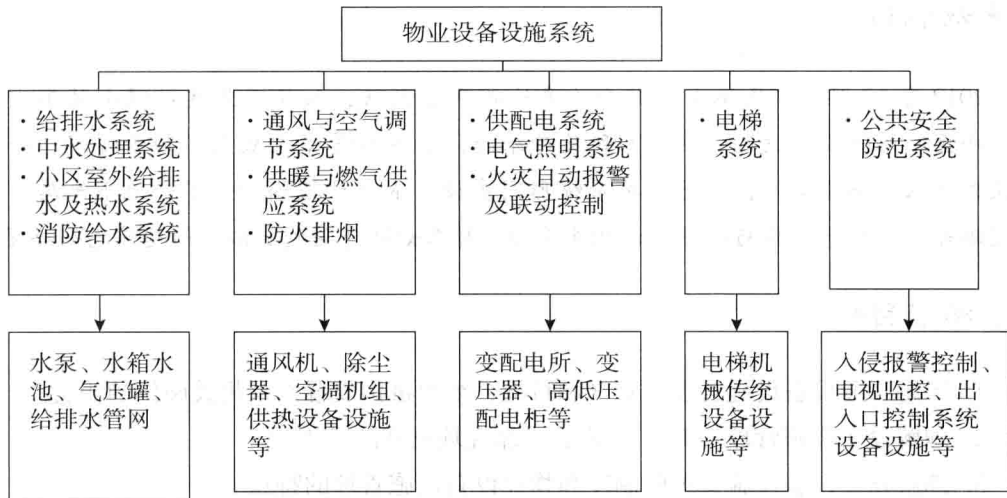 物业设备设施系统
·给排水系统
·中水处理系统
·小区室外给排
水及热水系统
·消防给水系统
·通风与空气调
节系统
·供暖与燃气供
应系统
·防火排烟
·供配电系统
·电气照明系统
·火灾自动报警
及联动控制
·电梯
系统
·公共安全
防范系统
水泵、水箱水
池、气压罐、
给排水管网
通风机、除尘
器、空调机组、
供热设备设施
等
变配电所、变
压器、高低压
配电柜等
电梯机
械传统
设备设
施等
入侵报警控制、
电视监控、出
入口控制系统
设备设施等